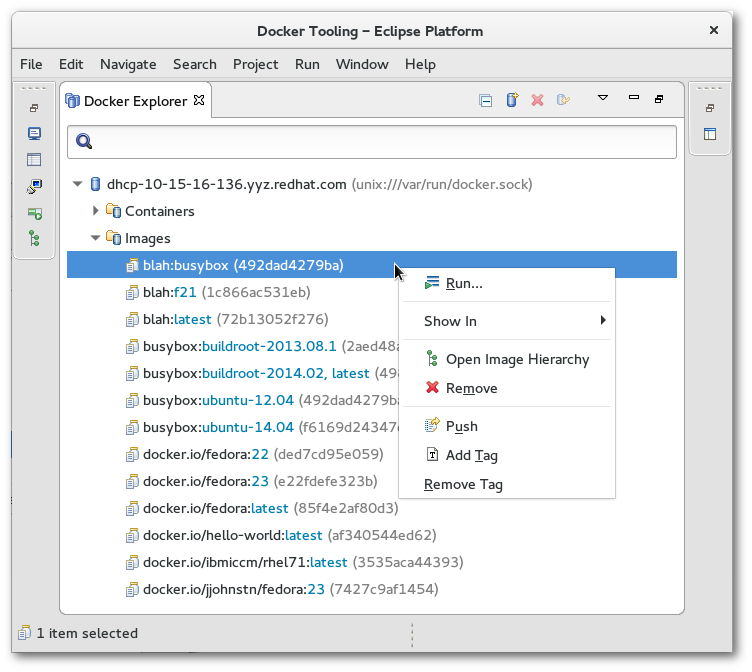 Docker Tooling – Eclipse Platform
File Edit Navigate Search Project Run Window Help
Docker Explorer
dhcp-10-15-16-136.yyz.redhat.com (unix:///var/run/docker.sock)
Containers
Images
blah:busybox (492dad4279ba)
blah:f21 (1c866ac531eb)
blah:latest (72b13052f276)
busybox:buildroot-2013.08.1 (2aed48a
busybox:buildroot-2014.02, latest (49
busybox:ubuntu-12.04 (492dad4279ba
busybox:ubuntu-14.04 (f6169d24347
docker.io/fedora:22 (ded7cd95e059)
docker.io/fedora:23 (e22fdefe323b)
docker.io/fedora:latest (85f4e2af80d3)
docker.io/hello-world:latest (af340544ed62)
docker.io/ibmiccm/rhel71:latest (3535aca44393)
docker.io/jjohnstn/fedora:23 (7427c9af1454)
Run...
Show In
Open Image Hierarchy
Remove
Push
Add Tag
Remove Tag
1 item selected